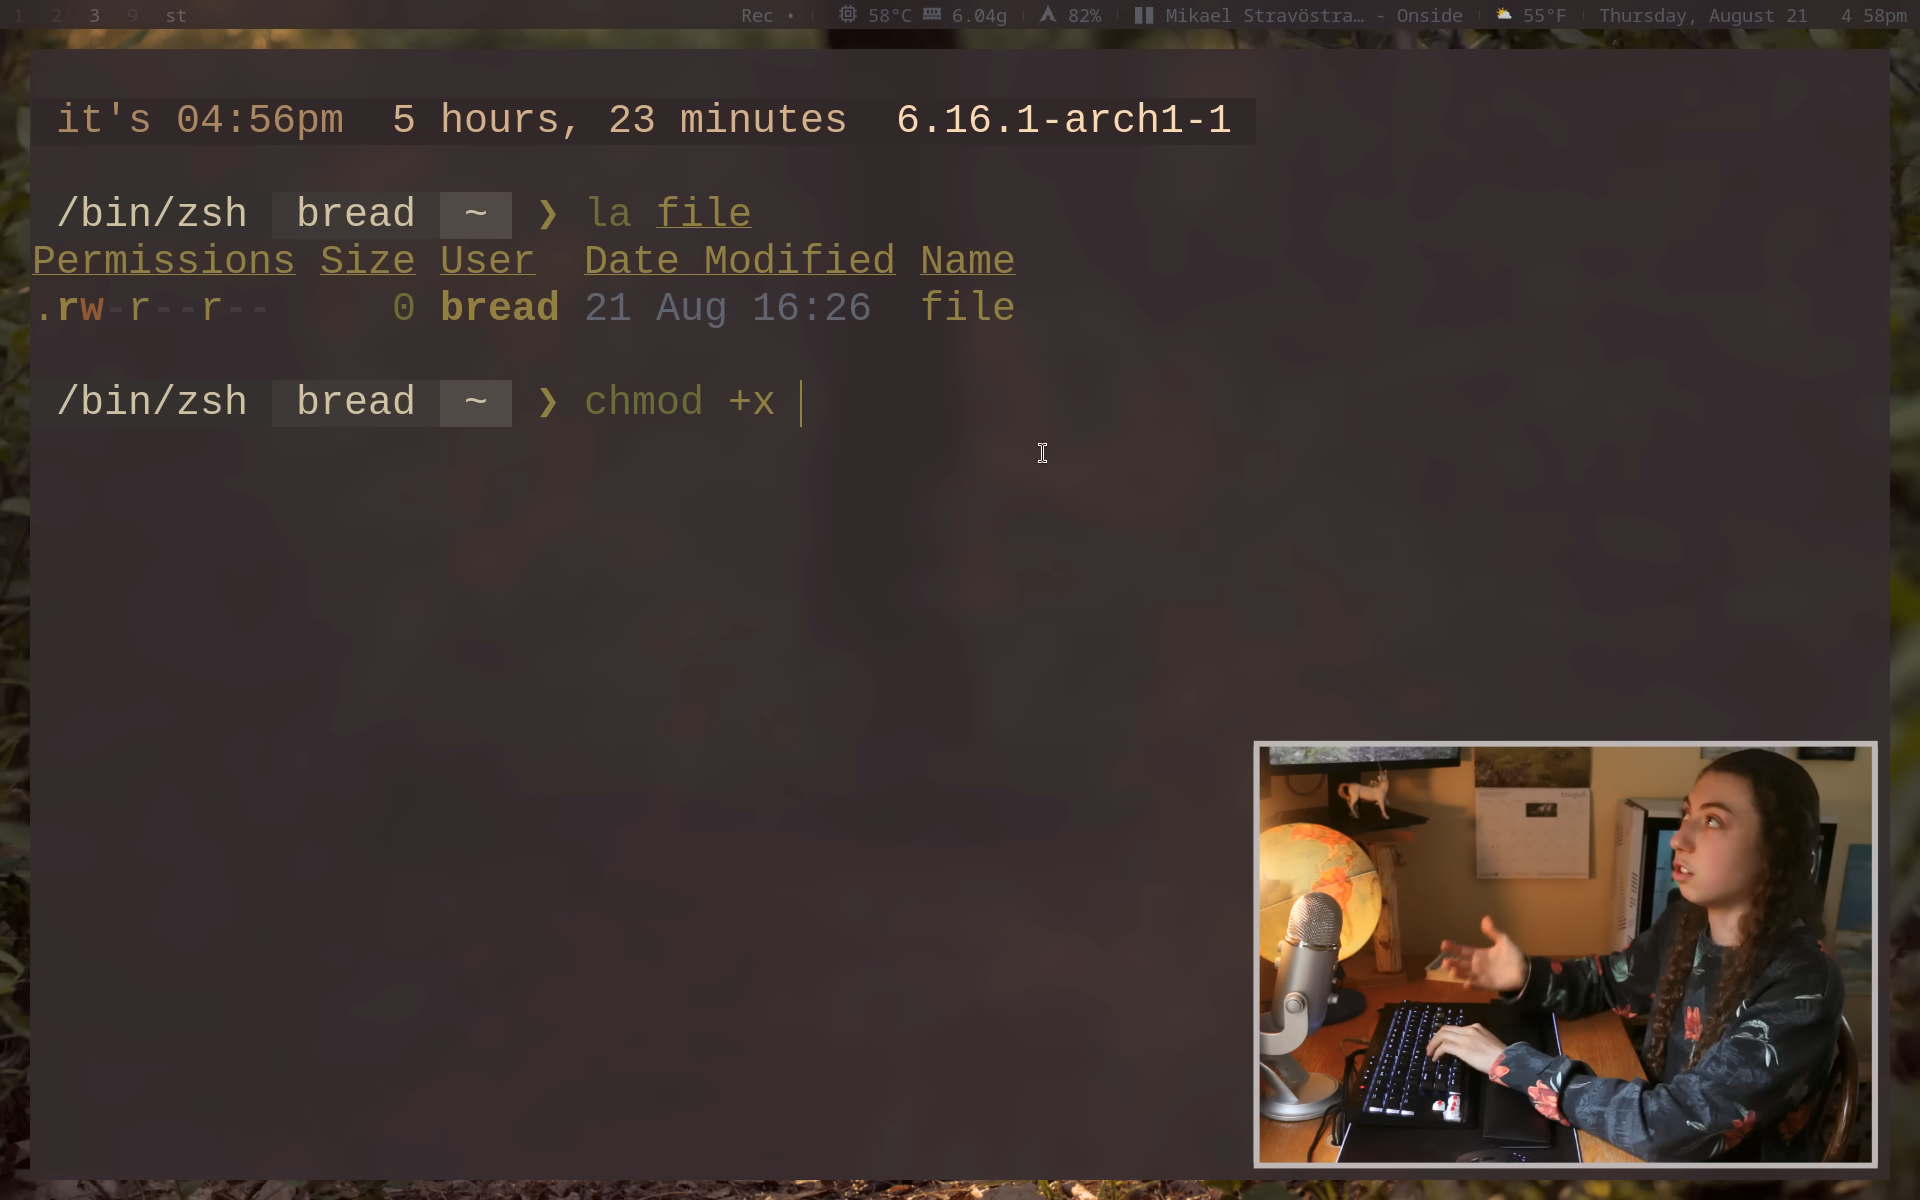 1 2 3 9 st Rec • 58°C 6.04g 82% Mikael Stravöstra… - Onside 55°F Thursday, August 21 4 58pm
it's 04:56pm 5 hours, 23 minutes 6.16.1-arch1-1
/bin/zsh bread ~ ❯ la file
Permissions Size User Date Modified Name
.rw-r--r-- 0 bread 21 Aug 16:26 file
/bin/zsh bread ~ ❯ chmod +x